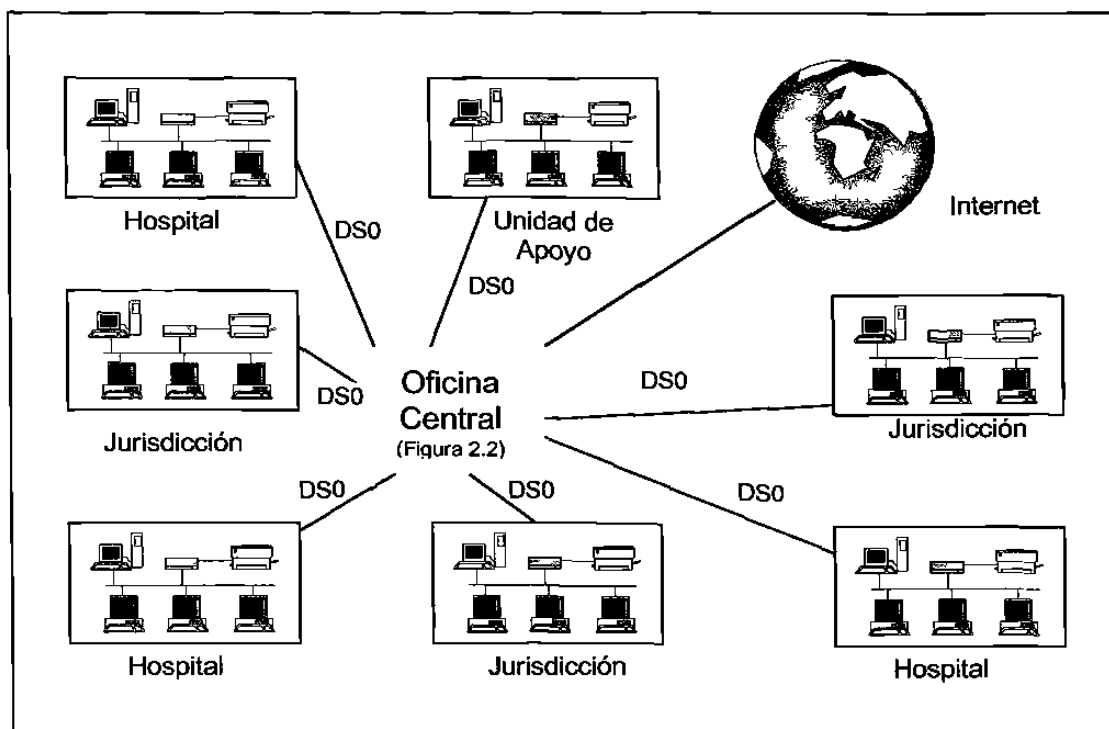 Hospital
DS0
Unidad de
Apoyo
DS0
Internet
Jurisdicción
DS0
Oficina
Central
(Figura 2.2)
DS0
Jurisdicción
Hospital
DS0
DS0
Jurisdicción
DS0
Hospital